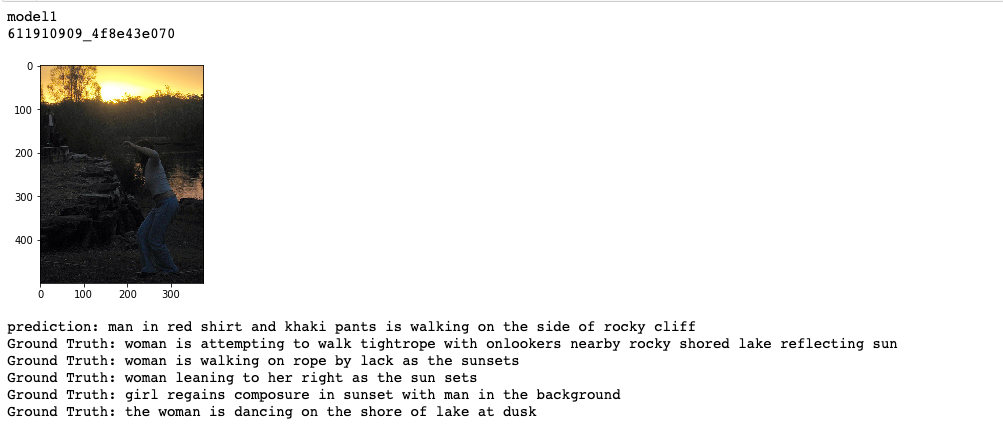 model1
611910909_4f8e43e070
0
100
200
300
400
0 100 200 300
prediction: man in red shirt and khaki pants is walking on the side of rocky cliff
Ground Truth: woman is attempting to walk tightrope with onlookers nearby rocky shored lake reflecting sun
Ground Truth: woman is walking on rope by lack as the sunsets
Ground Truth: woman leaning to her right as the sun sets
Ground Truth: girl regains composure in sunset with man in the background
Ground Truth: the woman is dancing on the shore of lake at dusk